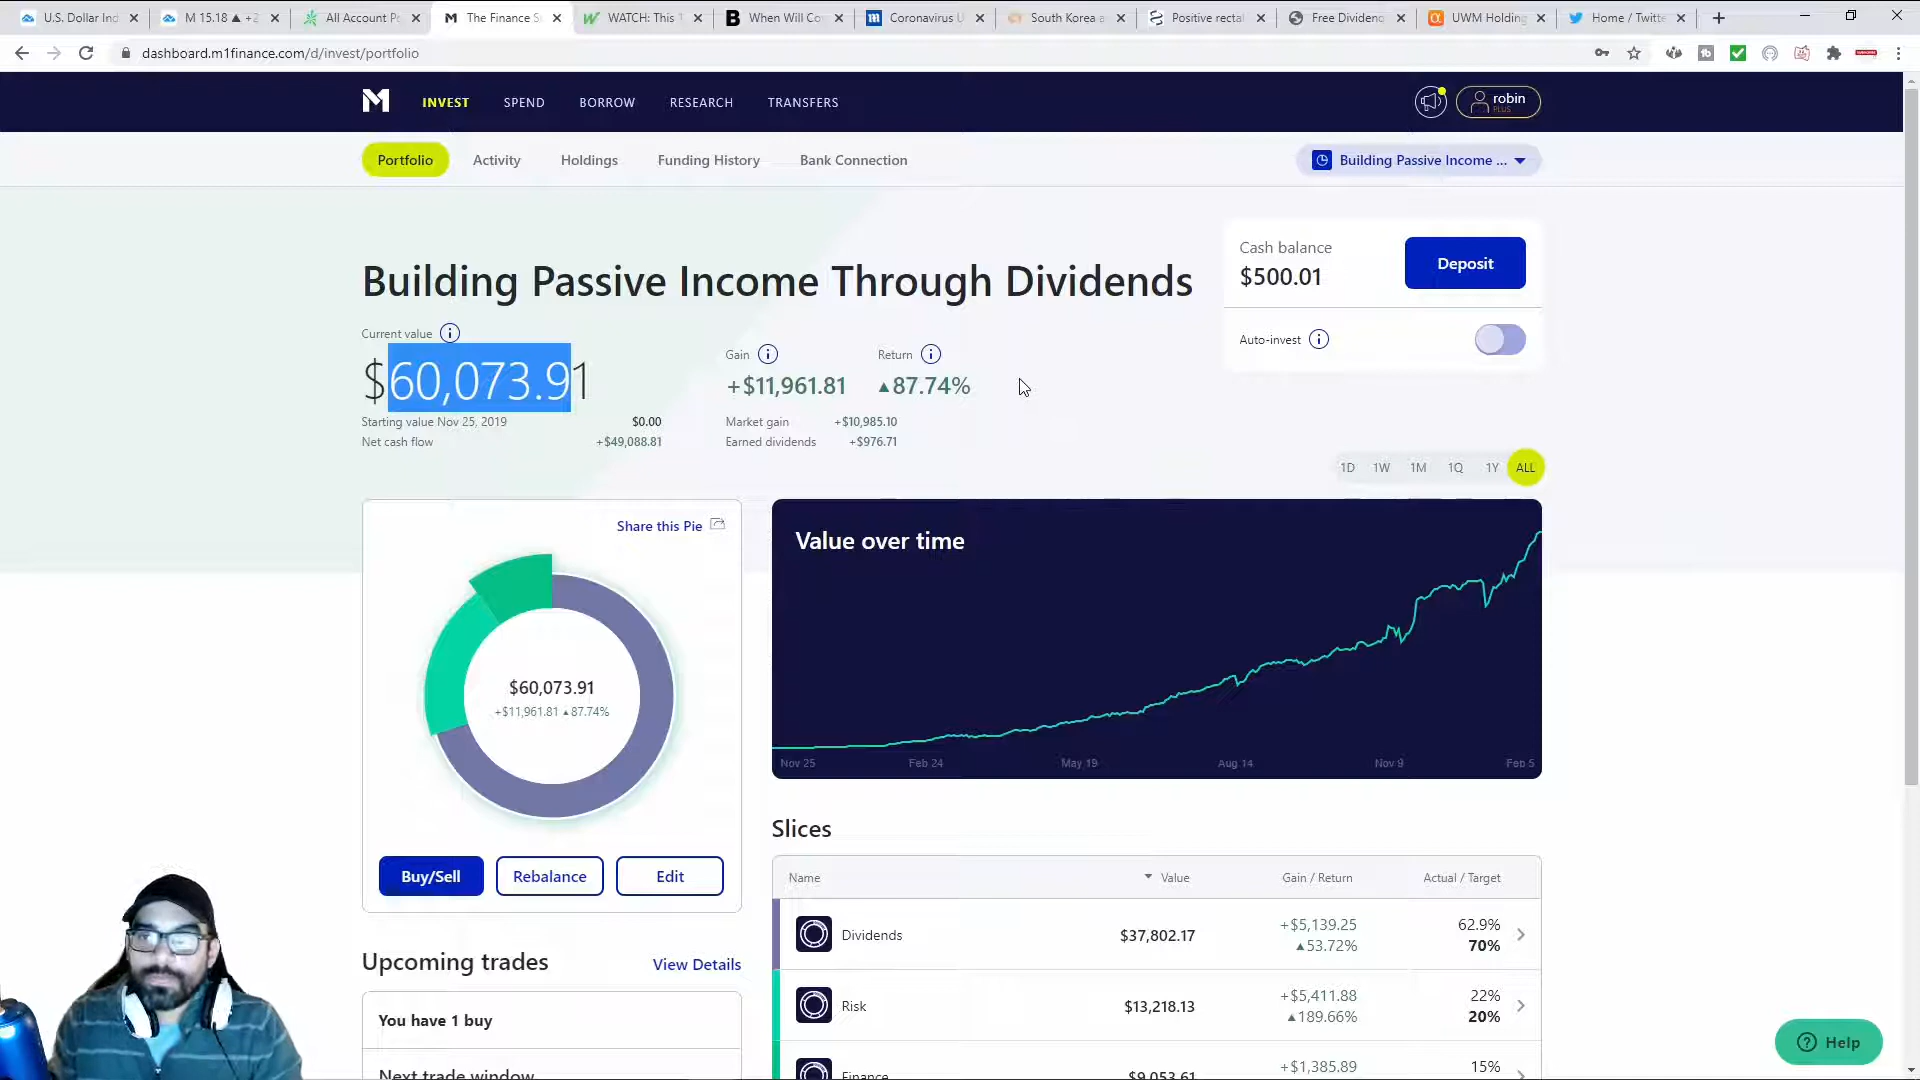 U.S. Dollar Ind
M 15.18 ▲ +2
All Account Po
The Finance S
WATCH: This
When Will Co
Coronavirus U
South Korea a
Positive recta
Free Dividend
UWM Holding
Home / Twitte
dashboard.m1finance.com/d/invest/portfolio
INVEST
SPEND
BORROW
RESEARCH
TRANSFERS
robin
PLUS
Portfolio
Activity
Holdings
Funding History
Bank Connection
Building Passive Income ...
Building Passive Income Through Dividends
Cash balance
$500.01
Deposit
Auto-invest
Current value
$60,073.91
Gain
+$11,961.81
Return
▲87.74%
Starting value Nov 25, 2019 $0.00
Net cash flow +$49,088.81
Market gain +$10,985.10
Earned dividends +$976.71
1D 1W 1M 1Q 1Y ALL
Share this Pie
$60,073.91
+$11,961.81 ▲87.74%
Buy/Sell
Rebalance
Edit
Value over time
Nov 25 Feb 24 May 19 Aug 14 Nov 9 Feb 5
Slices
Name Value Gain / Return Actual / Target
Dividends $37,802.17 +$5,139.25 62.9%
▲53.72% 70%
Risk $13,218.13 +$5,411.88 22%
▲189.66% 20%
Finance $9,053.61 +$1,385.89 15%
Upcoming trades
View Details
You have 1 buy
Next trade window
Help